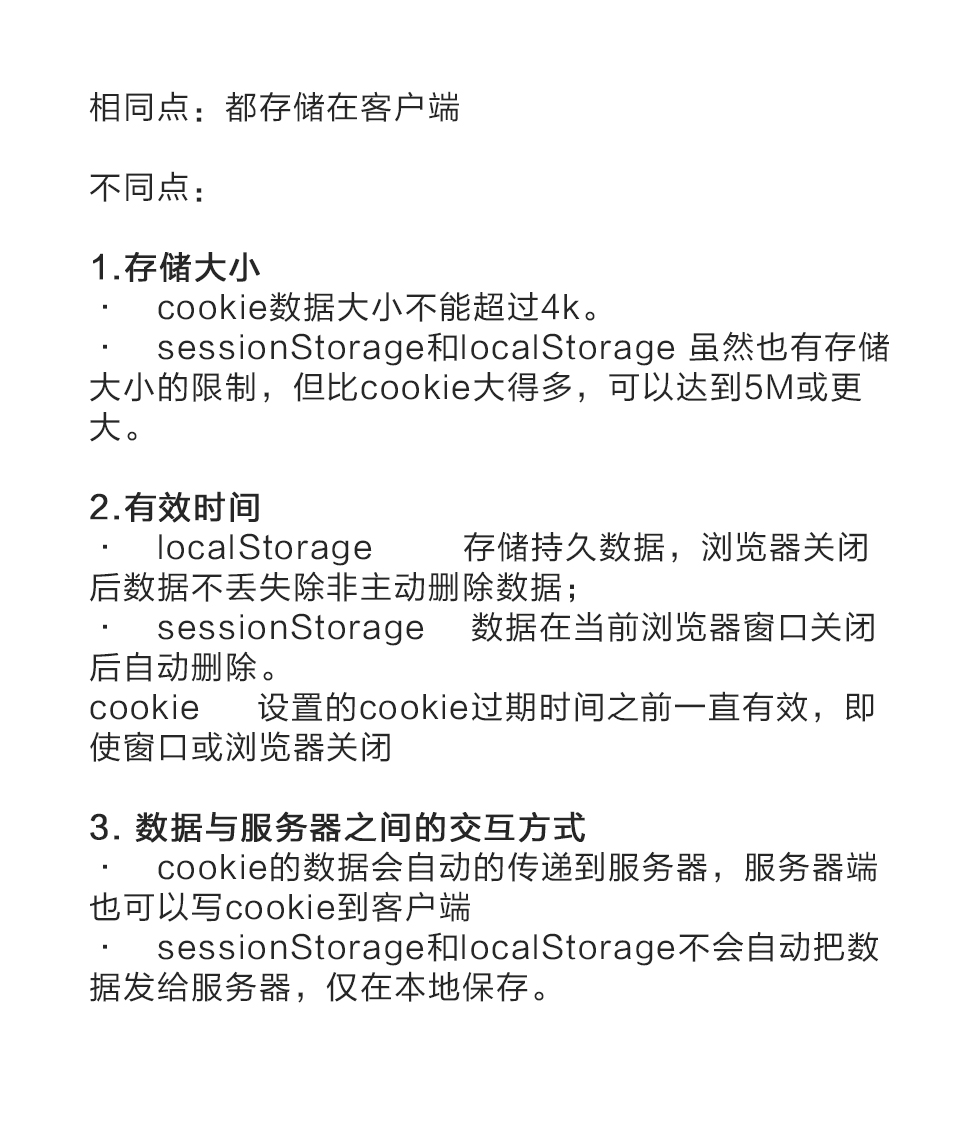 相同点：都存储在客户端
不同点：
1.存储大小
· cookie数据大小不能超过4k。
· sessionStorage和localStorage 虽然也有存储
大小的限制，但比cookie大得多，可以达到5M或更
大。
2.有效时间
· localStorage 存储持久数据，浏览器关闭
后数据不丢失除非主动删除数据；
· sessionStorage 数据在当前浏览器窗口关闭
后自动删除。
cookie 设置的cookie过期时间之前一直有效，即
使窗口或浏览器关闭
3. 数据与服务器之间的交互方式
· cookie的数据会自动的传递到服务器，服务器端
也可以写cookie到客户端
· sessionStorage和localStorage不会自动把数
据发给服务器，仅在本地保存。